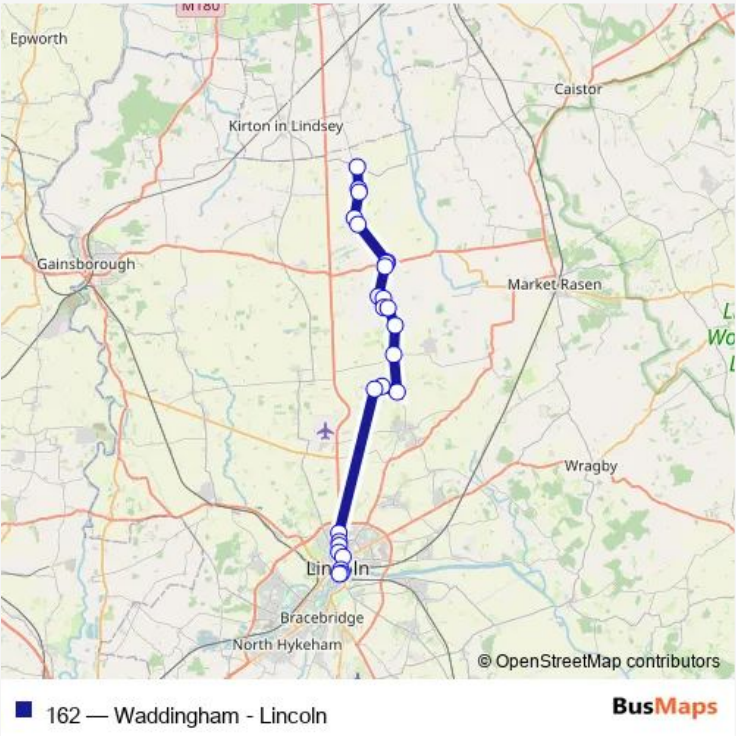 M180
Epworth
Caistor
Kirton in Lindsey
Gainsborough
Market Rasen
L
Wo
L
Wragby
Lincoln
Bracebridge
North Hykeham
© OpenStreetMap contributors
162 — Waddingham - Lincoln
BusMaps